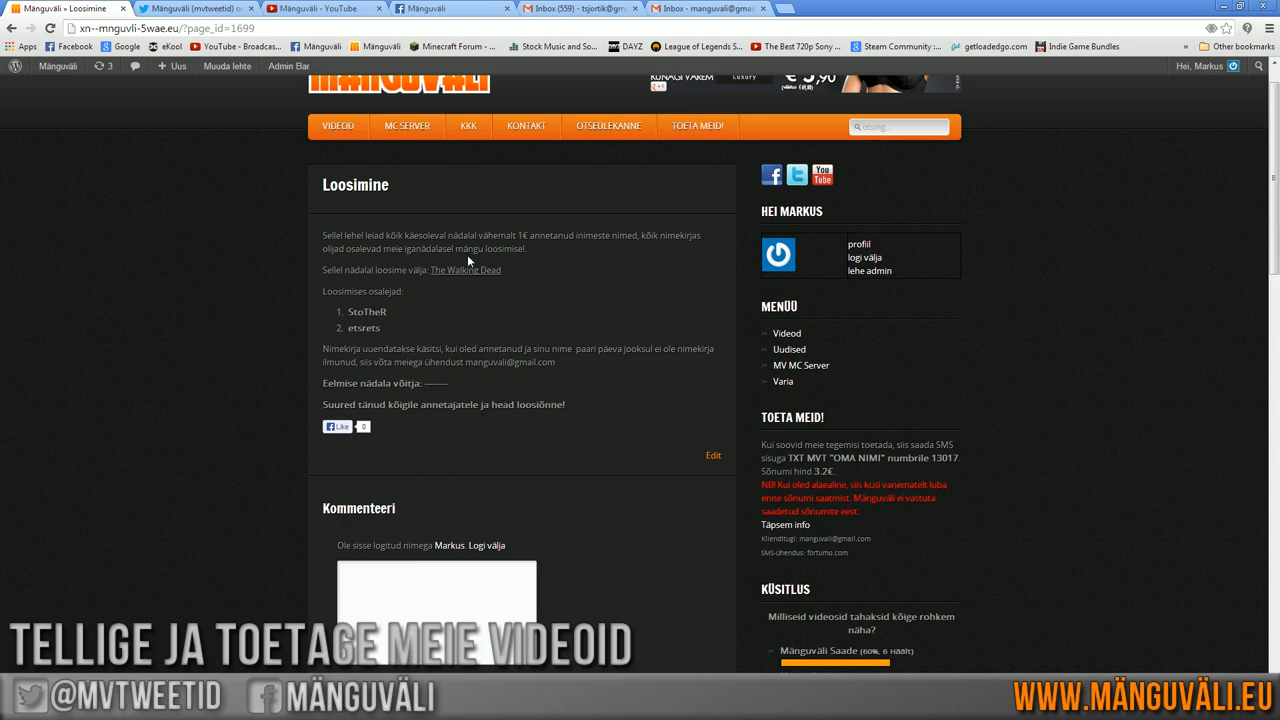 Mänguväli » Loosimine
Mänguväli (mvtweetid) o
Mänguväli - YouTube
Mänguväli
Inbox (559) - tsjortik@gm
Inbox - manguvali@gmail.c
xn--mnguvli-5wae.eu/?page_id=1699
Apps Facebook Google eKool YouTube - Broadcas... Mänguväli Mänguväli Minecraft Forum - ... Stock Music and So... DAYZ League of Legends S... The Best 720p Sony ... Steam Community :... getloadedgo.com Indie Game Bundles » Other bookmarks
Mänguväli 3 Uus Muuda lehte Admin Bar Hei, Markus
MÄNGUVÄLI
KUNAGI VAREM Luxury € 5,90
VIDEOD MC SERVER KKK KONTAKT OTSEÜLEKANNE TOETA MEID! otsing...
Loosimine
Sellel lehel leiad kõik käesoleval nädalal vähemalt 1€ annetanud inimeste nimed, kõik nimekirjas
olijad osalevad meie iganädalasel mängu loosimisel.
Sellel nädalal loosime välja: The Walking Dead
Loosimises osalejad:
1. StoTheR
2. etsrets
Nimekirja uuendatakse käsitsi, kui oled annetanud ja sinu nime paari päeva jooksul ei ole nimekirja
ilmunud, siis võta meiega ühendust manguvali@gmail.com
Eelmise nädala võitja: ———
Suured tänud kõigile annetajatele ja head loosiõnne!
Like 0
Edit
Kommenteeri
Ole sisse logitud nimega Markus. Logi välja
You Tube
HEI MARKUS
profiil
logi välja
lehe admin
MENÜÜ
Videod
Uudised
MV MC Server
Varia
TOETA MEID!
Kui soovid meie tegemisi toetada, siis saada SMS
sisuga TXT MVT "OMA NIMI" numbrile 13017.
Sõnumi hind 3.2€.
NB! Kui oled alaealine, siis küsi vanematelt luba
enne sõnumi saatmist. Mänguväli ei vastuta
saadetud sõnumite eest.
Täpsem info
Klienditugi: manguvali@gmail.com
SMS-ühendus: fortumo.com
KÜSITLUS
Milliseid videosid tahaksid kõige rohkem
näha?
Mänguväli Saade (60%, 6 Häält)
TELLIGE JA TOETAGE MEIE VIDEOID
@MVTWEETID MÄNGUVÄLI WWW.MÄNGUVÄLI.EU